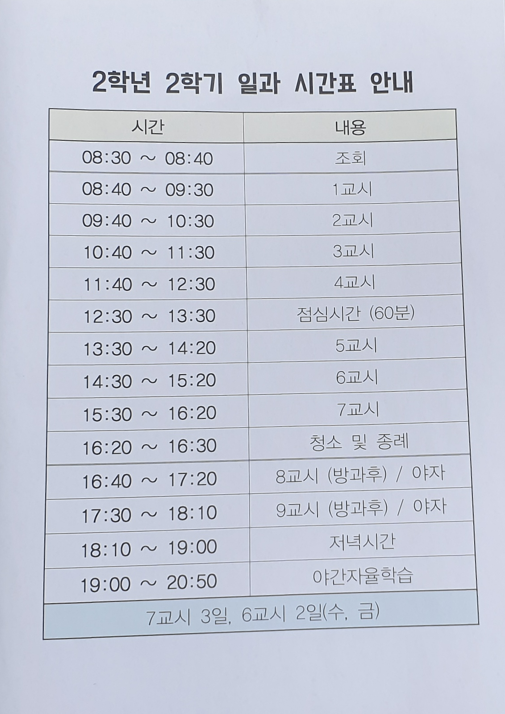 2학년 2학기 일과 시간표 안내
시간 내용
08:30 ~ 08:40 조회
08:40 ~ 09:30 1교시
09:40 ~ 10:30 2교시
10:40 ~ 11:30 3교시
11:40 ~ 12:30 4교시
12:30 ~ 13:30 점심시간 (60분)
13:30 ~ 14:20 5교시
14:30 ~ 15:20 6교시
15:30 ~ 16:20 7교시
16:20 ~ 16:30 청소 및 종례
16:40 ~ 17:20 8교시 (방과후) / 야자
17:30 ~ 18:10 9교시 (방과후) / 야자
18:10 ~ 19:00 저녁시간
19:00 ~ 20:50 야간자율학습
7교시 3일, 6교시 2일(수, 금)